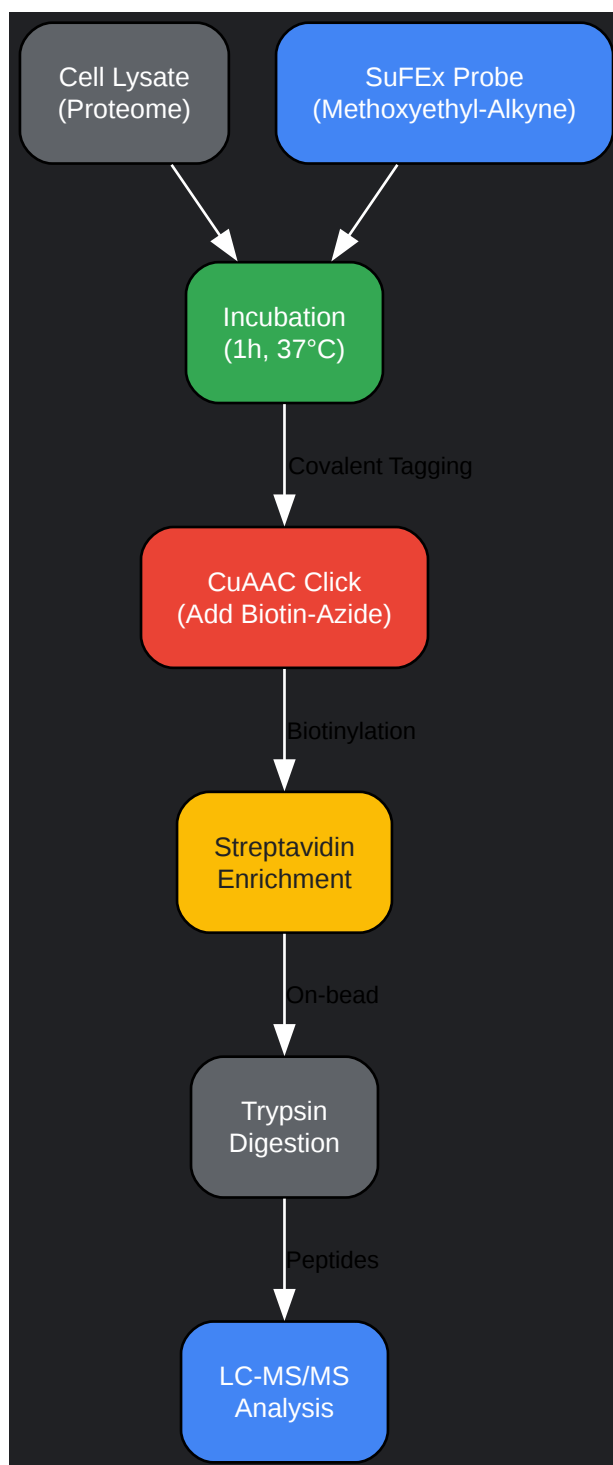 Cell Lysate
(Proteome)
SuFEx Probe
(Methoxyethyl-Alkyne)
Incubation
(1h, 37°C)
Covalent Tagging
CuAAC Click
(Add Biotin-Azide)
Biotinylation
Streptavidin
Enrichment
On-bead
Trypsin
Digestion
Peptides
LC-MS/MS
Analysis